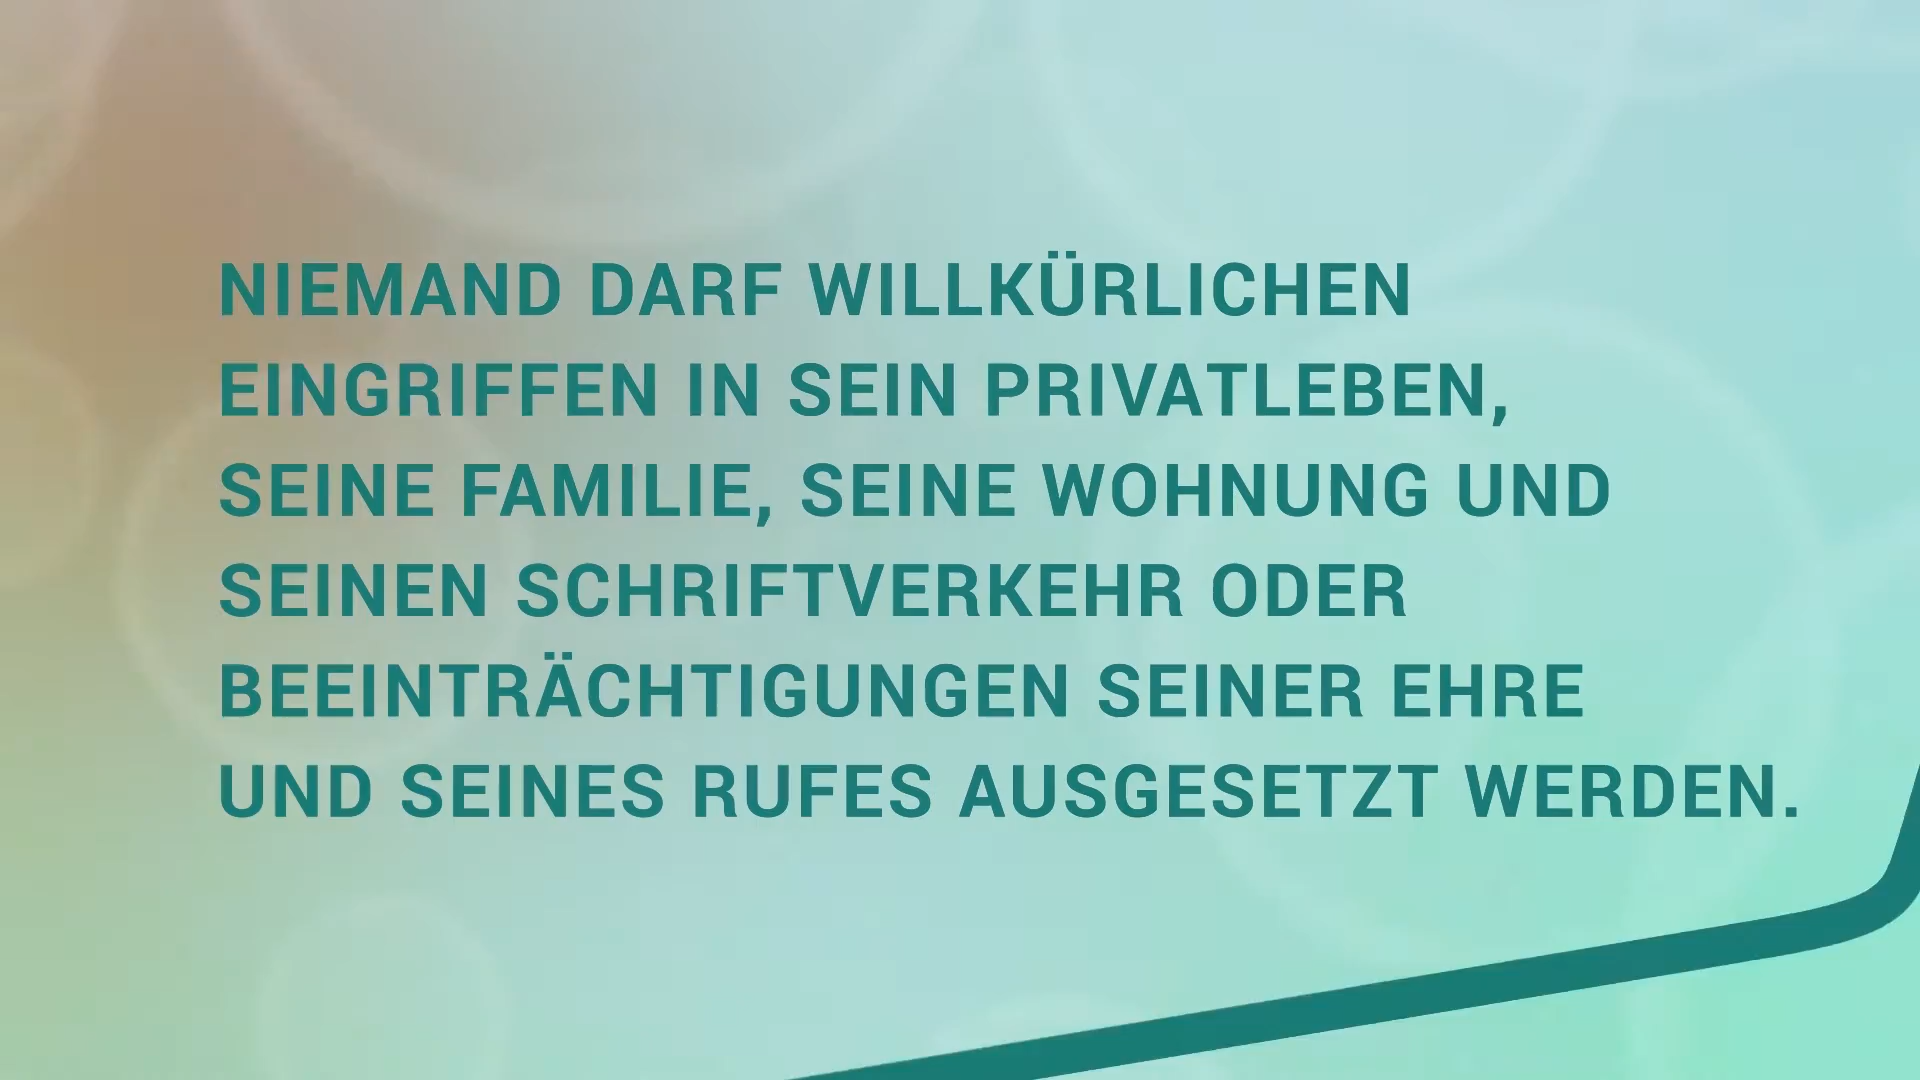 NIEMAND DARF WILLKÜRLICHEN
EINGRIFFEN IN SEIN PRIVATLEBEN,
SEINE FAMILIE, SEINE WOHNUNG UND
SEINEN SCHRIFTVERKEHR ODER
BEEINTRÄCHTIGUNGEN SEINER EHRE
UND SEINES RUFES AUSGESETZT WERDEN.